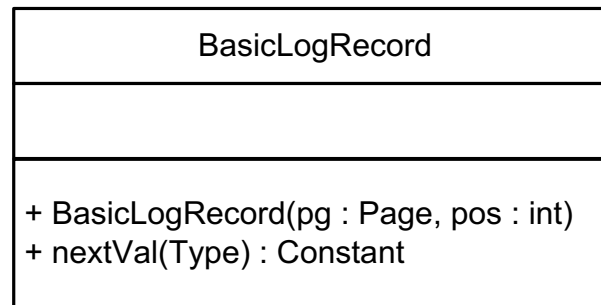 BasicLogRecord
+ BasicLogRecord(pg : Page, pos : int)
+ nextVal(Type) : Constant